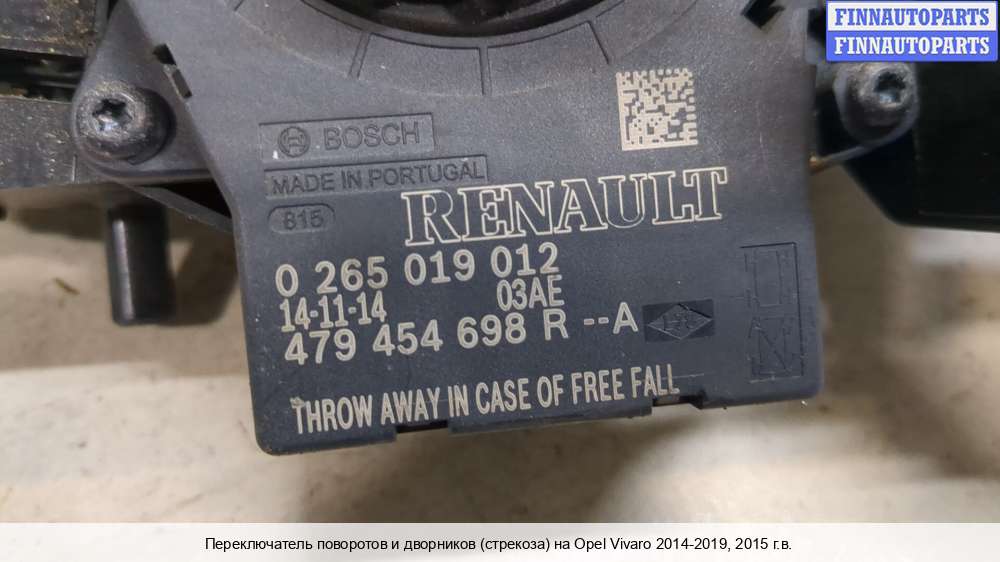 FINNAUTOPARTS
FINNAUTOPARTS
BOSCH
MADE IN PORTUGAL
815
RENAULT
0 265 019 012
14-11-14 03AE
479 454 698 R --A
THROW AWAY IN CASE OF FREE FALL
Переключатель поворотов и дворников (стрекоза) на Opel Vivaro 2014-2019, 2015 г.в.